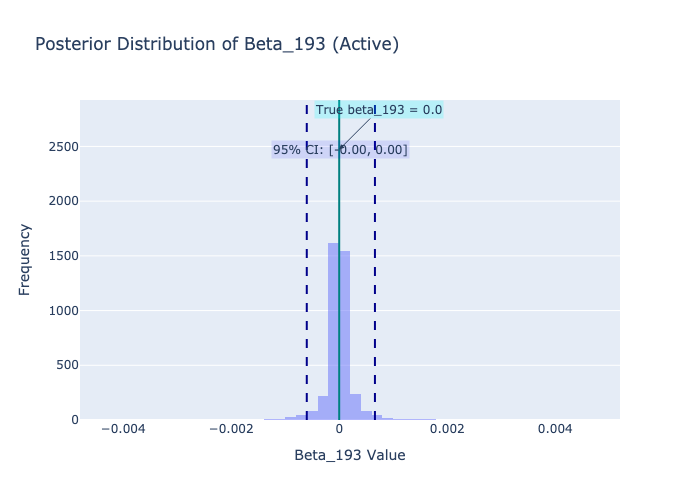 Posterior Distribution of Beta_193 (Active)
True beta_193 = 0.0
95% CI: [-0.00, 0.00]
2500
2000
1500
1000
500
0
Frequency
−0.004
−0.002
0
0.002
0.004
Beta_193 Value